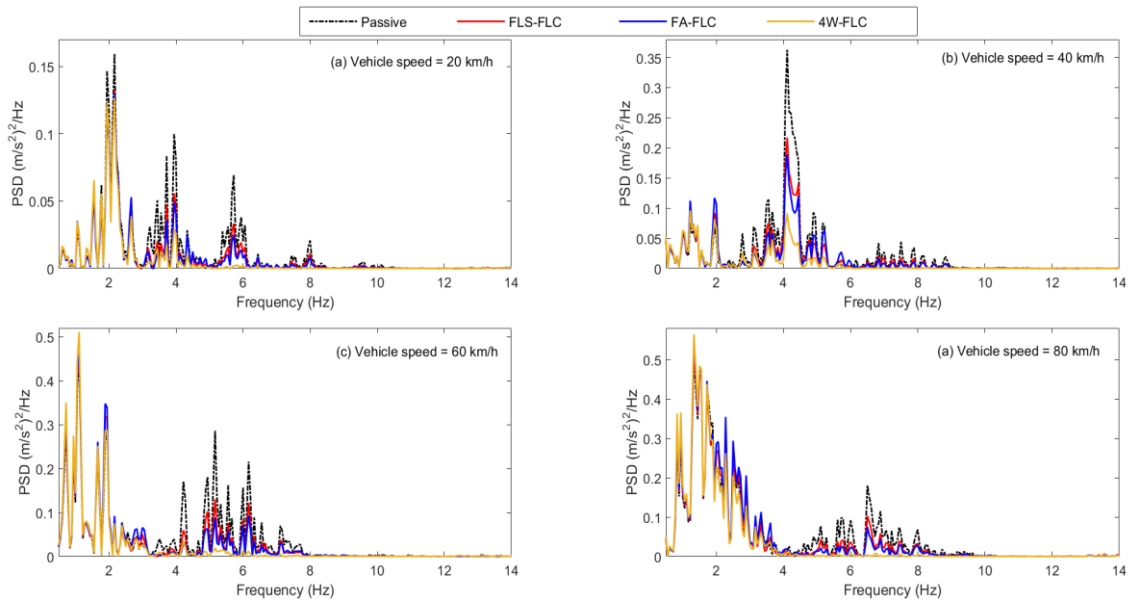 Passive FLS-FLC FA-FLC 4W-FLC
(a) Vehicle speed = 20 km/h
PSD (m/s²)²/Hz
0.15
0.1
0.05
0
2 4 6 8 10 12 14
Frequency (Hz)
(b) Vehicle speed = 40 km/h
PSD (m/s²)²/Hz
0.35
0.3
0.25
0.2
0.15
0.1
0.05
0
2 4 6 8 10 12 14
Frequency (Hz)
(c) Vehicle speed = 60 km/h
PSD (m/s²)²/Hz
0.5
0.4
0.3
0.2
0.1
0
2 4 6 8 10 12 14
Frequency (Hz)
(a) Vehicle speed = 80 km/h
PSD (m/s²)²/Hz
0.5
0.4
0.3
0.2
0.1
0
2 4 6 8 10 12 14
Frequency (Hz)